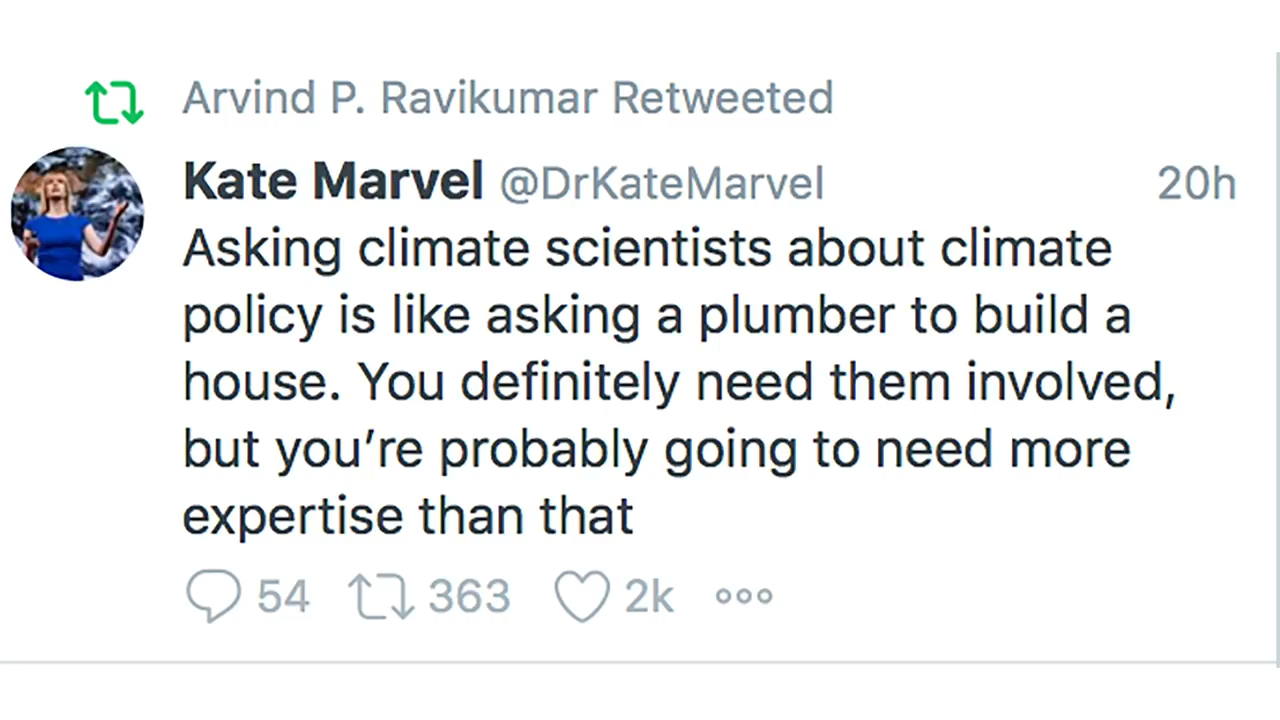 Arvind P. Ravikumar Retweeted
Kate Marvel @DrKateMarvel 20h
Asking climate scientists about climate
policy is like asking a plumber to build a
house. You definitely need them involved,
but you’re probably going to need more
expertise than that
54 363 2k